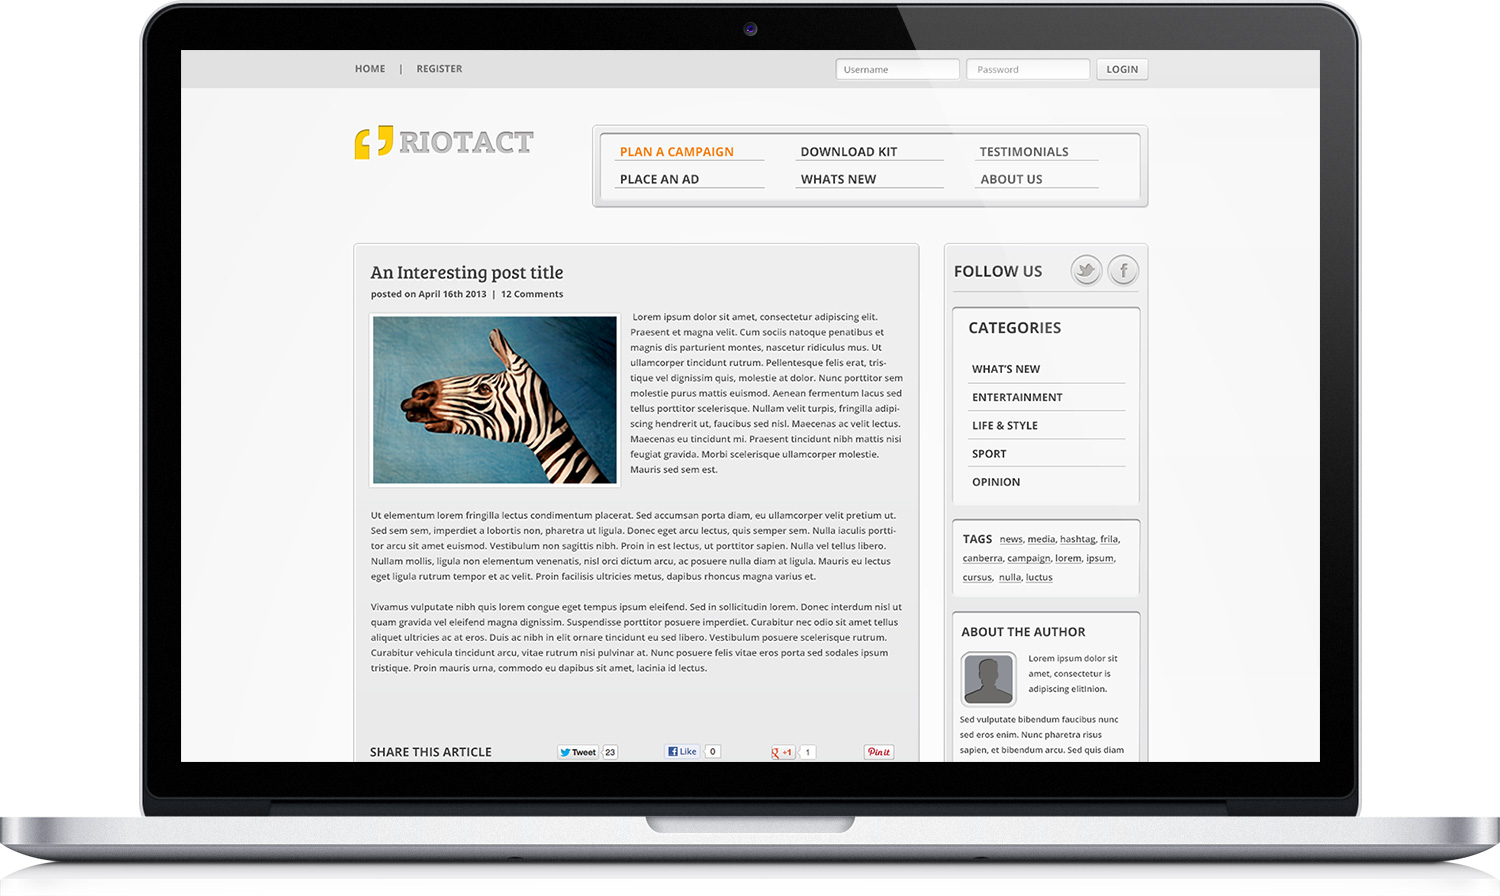 HOME | REGISTER
Username Password LOGIN
RIOTACT
PLAN A CAMPAIGN DOWNLOAD KIT TESTIMONIALS
PLACE AN AD WHATS NEW ABOUT US
An Interesting post title
posted on April 16th 2013 | 12 Comments
Lorem ipsum dolor sit amet, consectetur adipiscing elit.
Praesent et magna velit. Cum sociis natoque penatibus et
magnis dis parturient montes, nascetur ridiculus mus. Ut
ullamcorper tincidunt rutrum. Pellentesque felis erat, tris-
tique vel dignissim quis, molestie at dolor. Nunc porttitor sem
molestie purus mattis euismod. Aenean fermentum lacus sed
tellus porttitor scelerisque. Nullam velit turpis, fringilla adipi-
scing hendrerit ut, faucibus sed nisl. Maecenas ac velit lectus.
Maecenas eu tincidunt mi. Praesent tincidunt nibh mattis nisi
feugiat gravida. Morbi scelerisque ullamcorper molestie.
Mauris sed sem est.
Ut elementum lorem fringilla lectus condimentum placerat. Sed accumsan porta diam, eu ullamcorper velit pretium ut.
Sed sem sem, imperdiet a lobortis non, pharetra ut ligula. Donec eget arcu lectus, quis semper sem. Nulla iaculis portti-
tor arcu sit amet euismod. Vestibulum non sagittis nibh. Proin in est lectus, ut porttitor sapien. Nulla vel tellus libero.
Nullam mollis, ligula non elementum venenatis, nisl orci dictum arcu, ac posuere nulla diam at ligula. Mauris eu lectus
eget ligula rutrum tempor et ac velit. Proin facilisis ultricies metus, dapibus rhoncus magna varius et.
Vivamus vulputate nibh quis lorem congue eget tempus ipsum eleifend. Sed in sollicitudin lorem. Donec interdum nisl ut
quam gravida vel eleifend magna dignissim. Suspendisse porttitor posuere imperdiet. Curabitur nec odio sit amet tellus
aliquet ultricies ac at eros. Duis ac nibh in elit ornare tincidunt eu sed libero. Vestibulum posuere scelerisque rutrum.
Curabitur vehicula tincidunt arcu, vitae rutrum nisi pulvinar at. Nunc posuere felis vitae eros porta sed sodales ipsum
tristique. Proin mauris urna, commodo eu dapibus sit amet, lacinia id lectus.
SHARE THIS ARTICLE Tweet 23 Like 0 g +1 1 Pin it
FOLLOW US
CATEGORIES
WHAT'S NEW
ENTERTAINMENT
LIFE & STYLE
SPORT
OPINION
TAGS news, media, hashtag, frila,
canberra, campaign, lorem, ipsum,
cursus, nulla, luctus
ABOUT THE AUTHOR
Lorem ipsum dolor sit
amet, consectetur is
adipiscing elitInion.
Sed vulputate bibendum faucibus nunc
sed eros enim. Nunc pharetra risus
sapien, et bibendum arcu. Sed quis diam